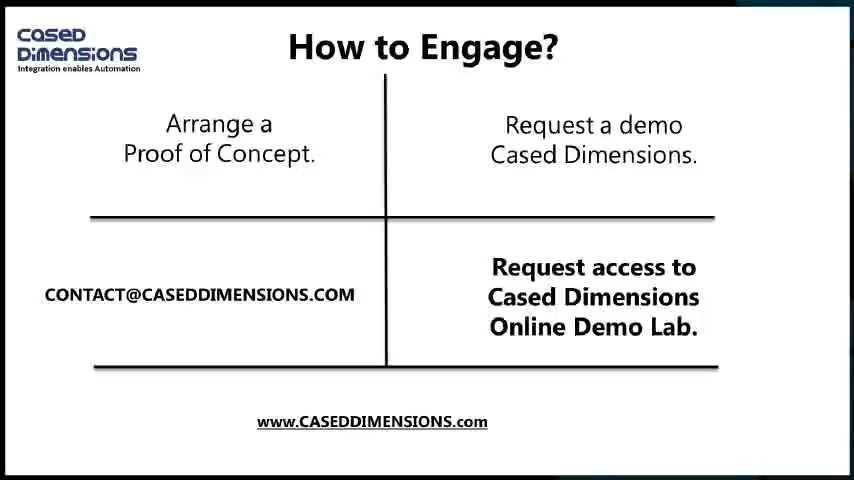 Cased
Dimensions
Integration enables Automation
How to Engage?
Arrange a
Proof of Concept.
Request a demo
Cased Dimensions.
CONTACT@CASEDDIMENSIONS.COM
Request access to
Cased Dimensions
Online Demo Lab.
www.CASEDDIMENSIONS.com